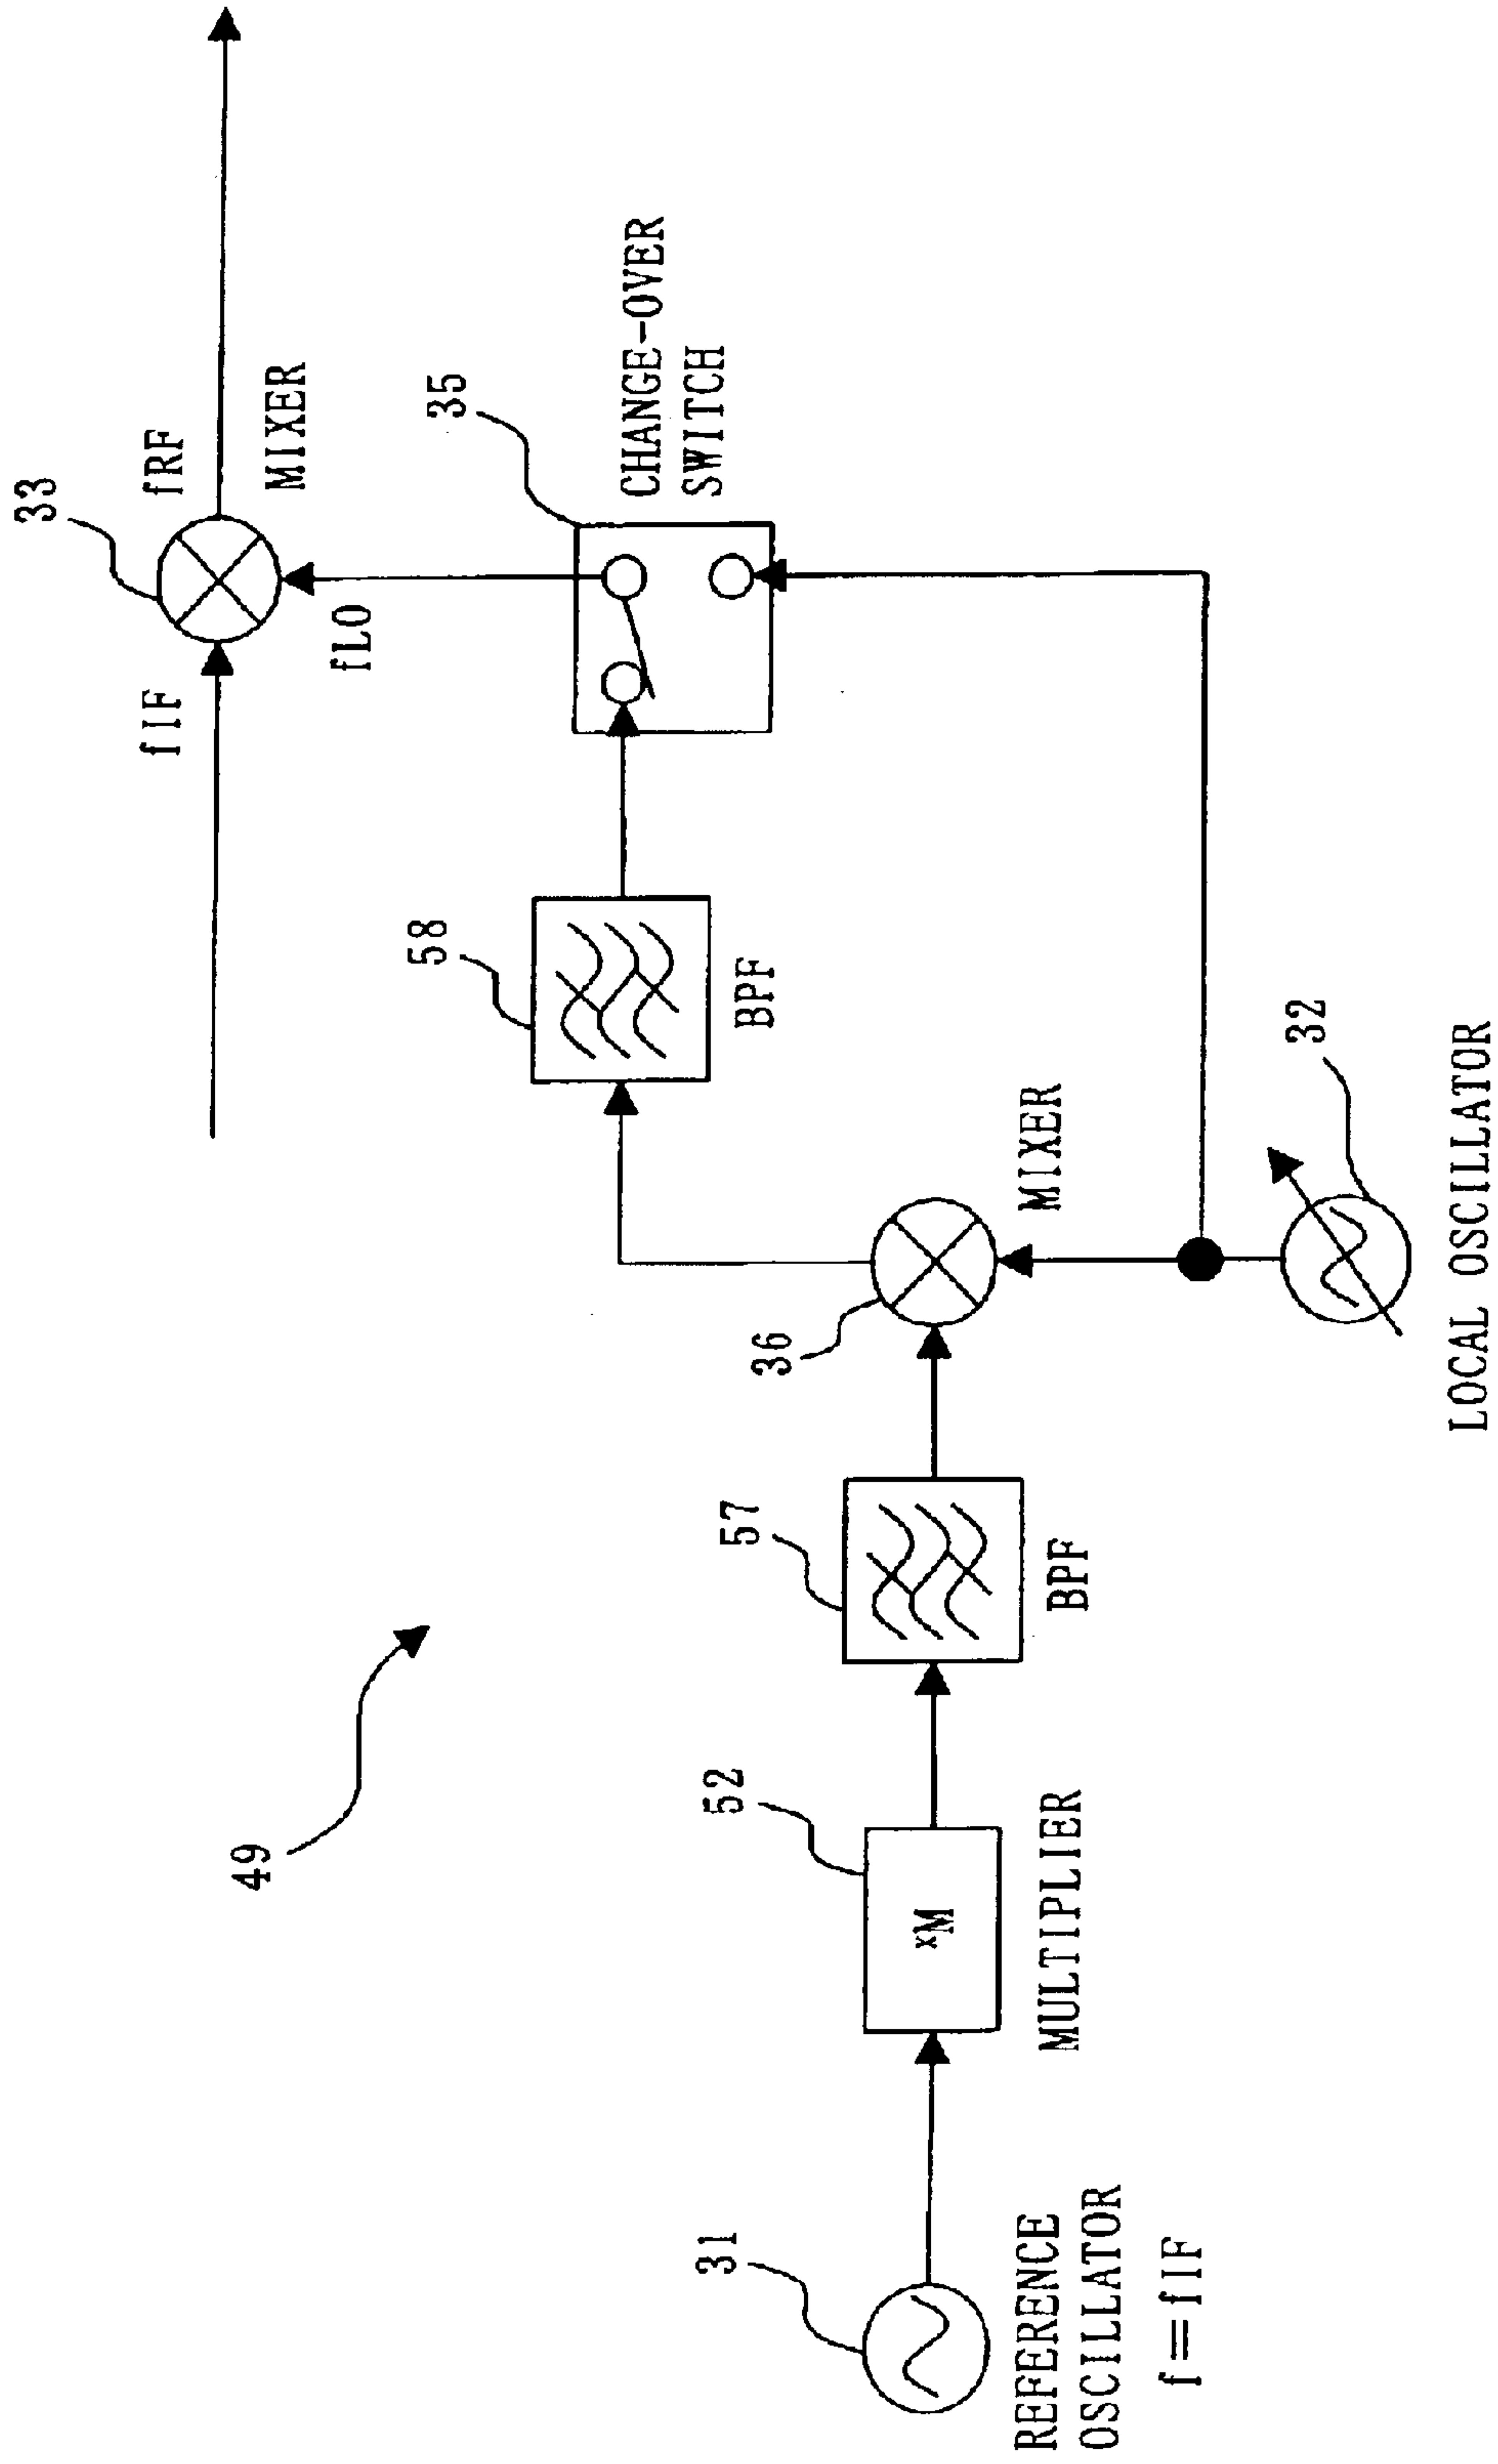 33
fIF
fRF
MIXER
fLO
35
CHANGE-OVER
SWITCH
58
BPF
49
36
MIXER
57
BPF
52
×M
MULTIPLIER
31
REFERENCE
OSCILLATOR
f=fIF
32
LOCAL OSCILLATOR